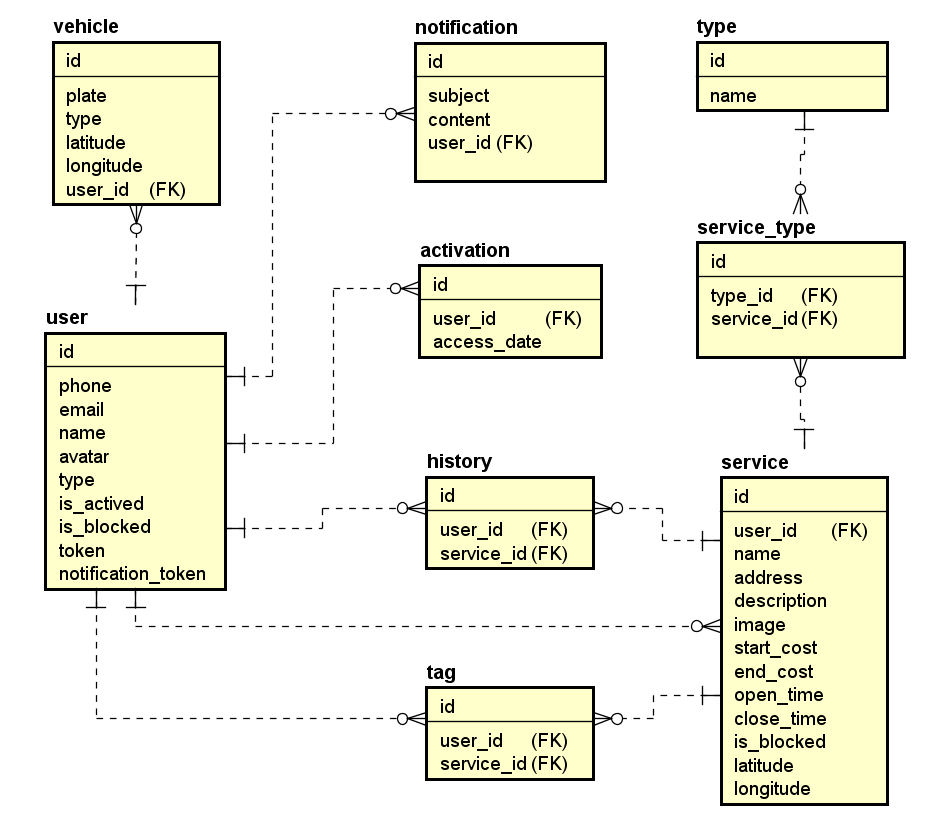 vehicle
id
plate
type
latitude
longitude
user_id (FK)
notification
id
subject
content
user_id (FK)
type
id
name
activation
id
user_id (FK)
access_date
service_type
id
type_id (FK)
service_id (FK)
user
id
phone
email
name
avatar
type
is_actived
is_blocked
token
notification_token
history
id
user_id (FK)
service_id (FK)
service
id
user_id (FK)
name
address
description
image
start_cost
end_cost
open_time
close_time
is_blocked
latitude
longitude
tag
id
user_id (FK)
service_id (FK)